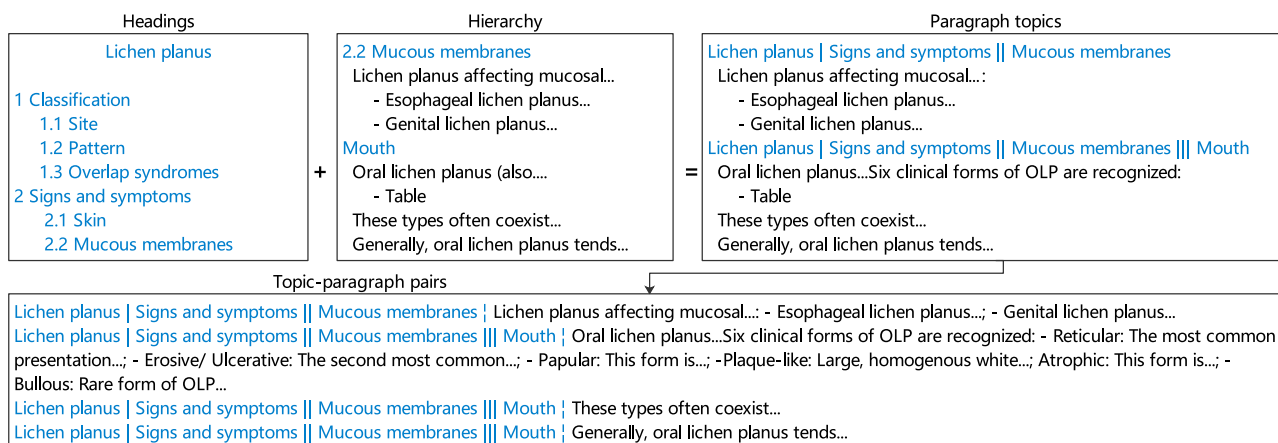 Headings
Lichen planus
1 Classification
1.1 Site
1.2 Pattern
1.3 Overlap syndromes
2 Signs and symptoms
2.1 Skin
2.2 Mucous membranes
+
Hierarchy
2.2 Mucous membranes
Lichen planus affecting mucosal...
- Esophageal lichen planus...
- Genital lichen planus...
Mouth
Oral lichen planus (also....
- Table
These types often coexist...
Generally, oral lichen planus tends...
=
Paragraph topics
Lichen planus | Signs and symptoms || Mucous membranes
Lichen planus affecting mucosal...:
- Esophageal lichen planus...
- Genital lichen planus...
Lichen planus | Signs and symptoms || Mucous membranes ||| Mouth
Oral lichen planus...Six clinical forms of OLP are recognized:
- Table
These types often coexist...
Generally, oral lichen planus tends...
Topic-paragraph pairs
Lichen planus | Signs and symptoms || Mucous membranes ¦ Lichen planus affecting mucosal...: - Esophageal lichen planus...; - Genital lichen planus...
Lichen planus | Signs and symptoms || Mucous membranes ||| Mouth ¦ Oral lichen planus...Six clinical forms of OLP are recognized: - Reticular: The most common
presentation...; - Erosive/ Ulcerative: The second most common...; - Papular: This form is...; -Plaque-like: Large, homogenous white...; Atrophic: This form is...; -
Bullous: Rare form of OLP...
Lichen planus | Signs and symptoms || Mucous membranes ||| Mouth ¦ These types often coexist...
Lichen planus | Signs and symptoms || Mucous membranes ||| Mouth ¦ Generally, oral lichen planus tends...